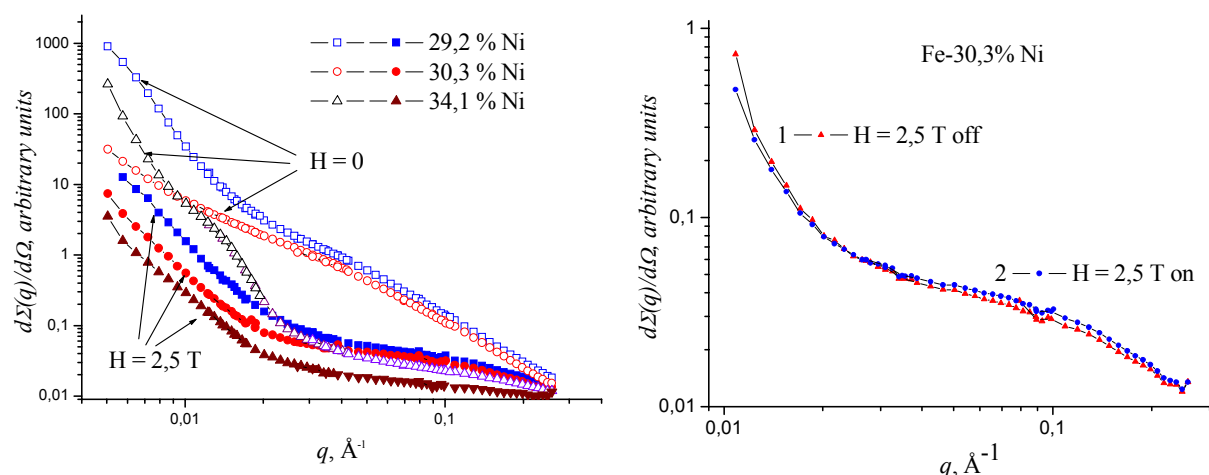 dΣ(q)/dΩ, arbitrary units
1000
100
10
1
0,1
0,01
29,2 % Ni
30,3 % Ni
34,1 % Ni
H = 0
H = 2,5 T
0,01 0,1
q, Å-1
dΣ(q)/dΩ, arbitrary units
1
0,1
0,01
Fe-30,3% Ni
1 H = 2,5 T off
2 H = 2,5 T on
0,01 0,1
q, Å-1